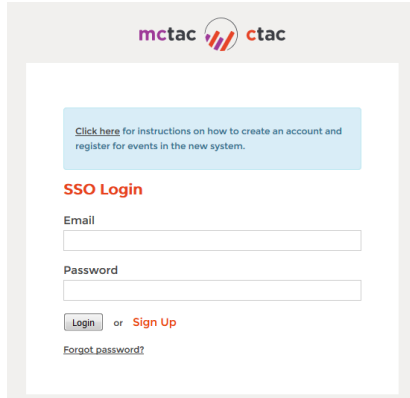 mctac ctac
Click here for instructions on how to create an account and
register for events in the new system.
SSO Login
Email
Password
Login or Sign Up
Forgot password?